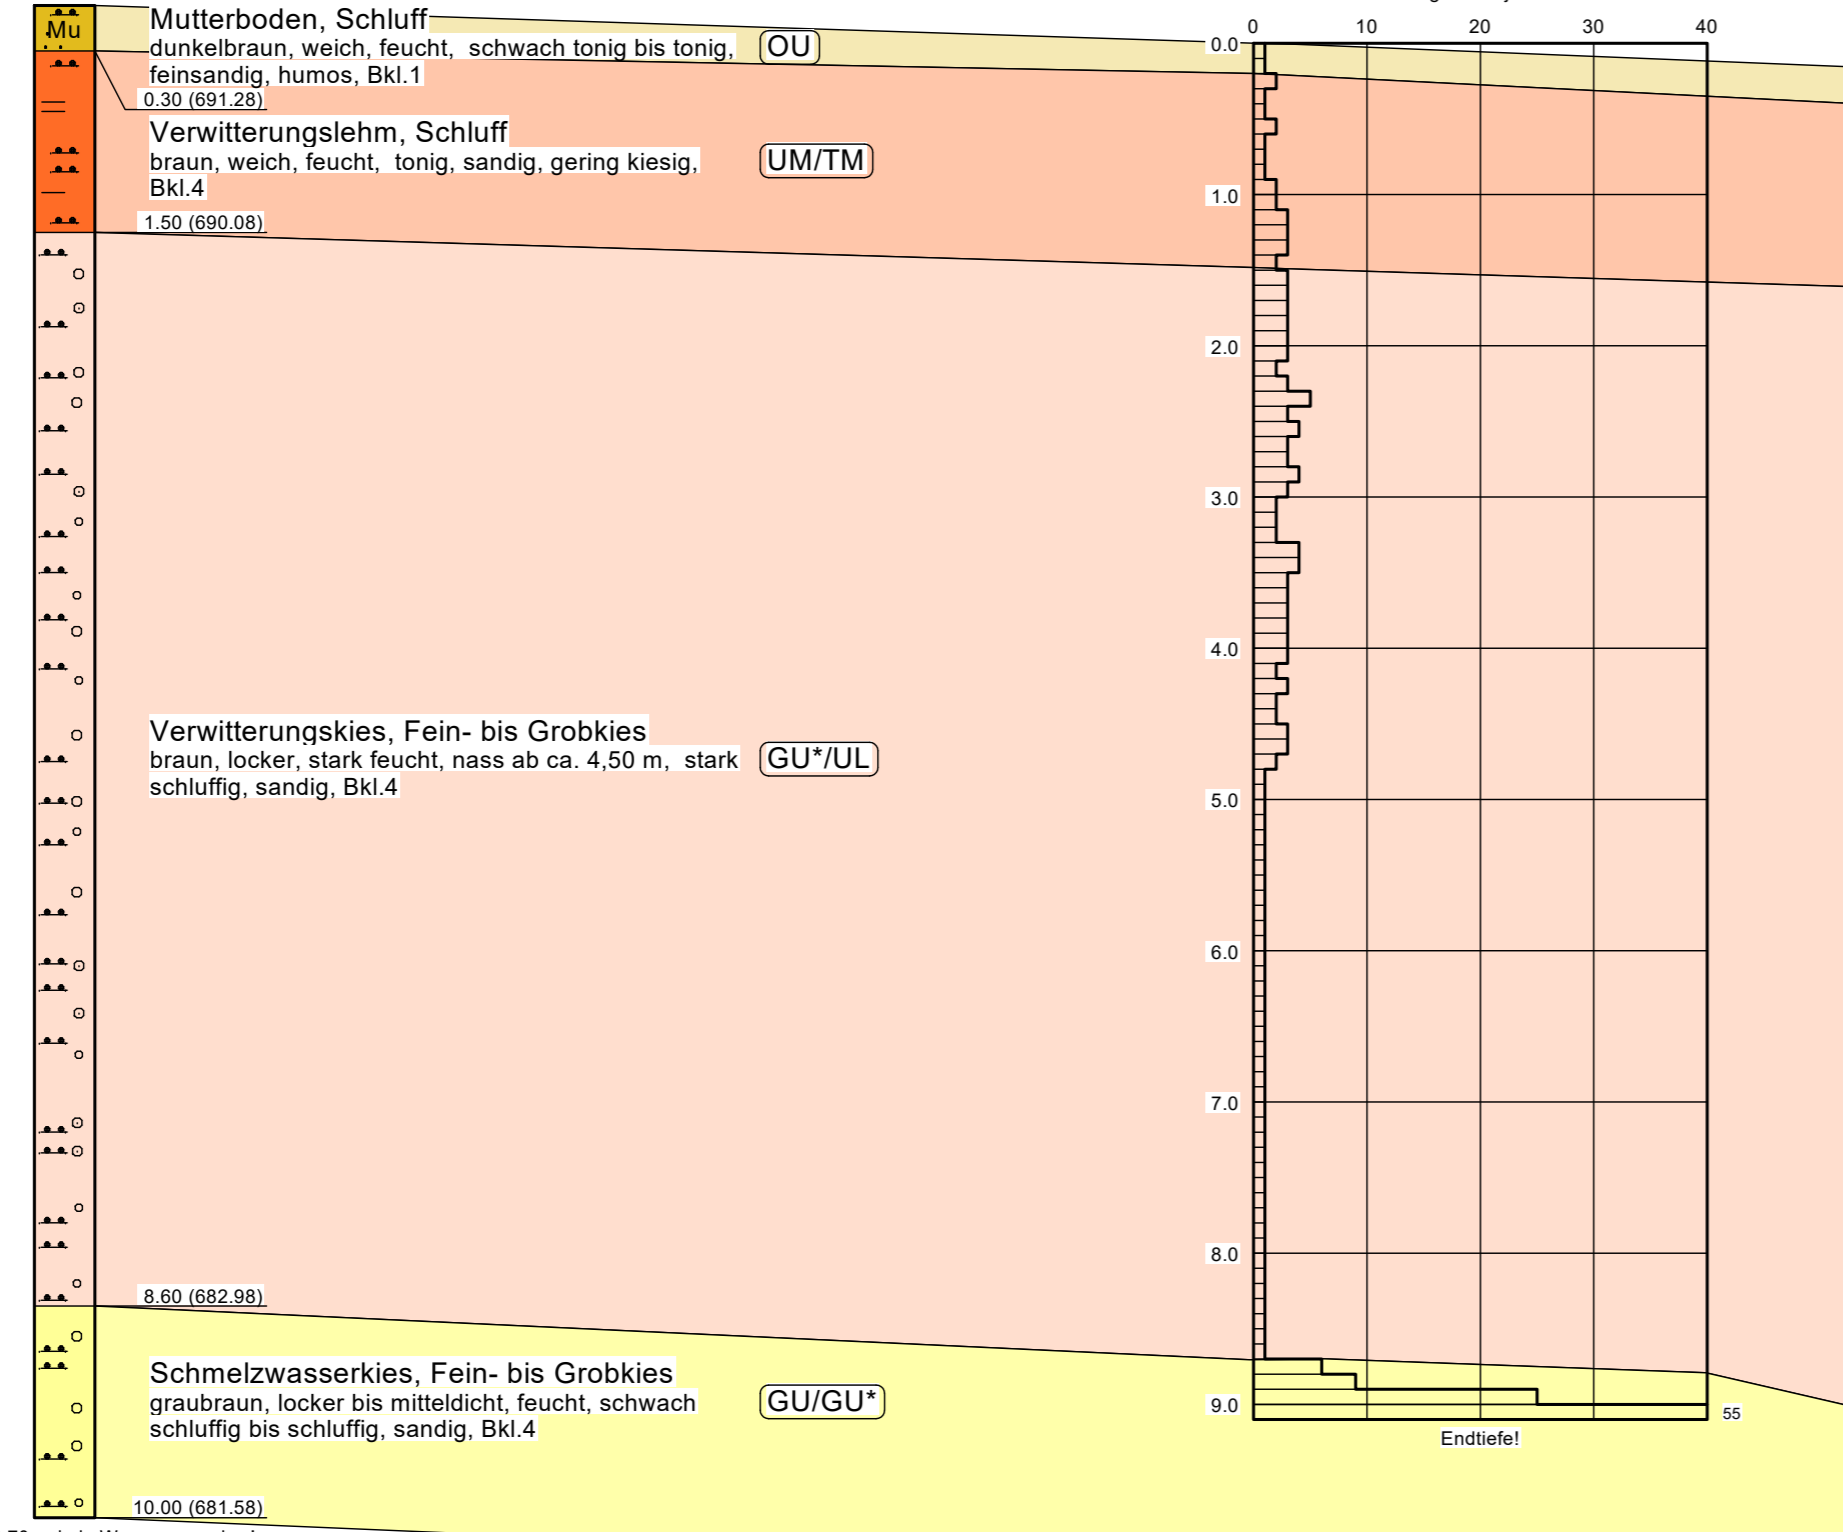 Mu
Mutterboden, Schluff
dunkelbraun, weich, feucht, schwach tonig bis tonig,
feinsandig, humos, Bkl.1
OU
0.30 (691.28)
Verwitterungslehm, Schluff
braun, weich, feucht, tonig, sandig, gering kiesig,
Bkl.4
UM/TM
1.50 (690.08)
Verwitterungskies, Fein- bis Grobkies
braun, locker, stark feucht, nass ab ca. 4,50 m, stark
schluffig, sandig, Bkl.4
GU*/UL
8.60 (682.98)
Schmelzwasserkies, Fein- bis Grobkies
graubraun, locker bis mitteldicht, feucht, schwach
schluffig bis schluffig, sandig, Bkl.4
GU/GU*
10.00 (681.58)
0 10 20 30 40
0.0
1.0
2.0
3.0
4.0
5.0
6.0
7.0
8.0
9.0
55
Endtiefe!